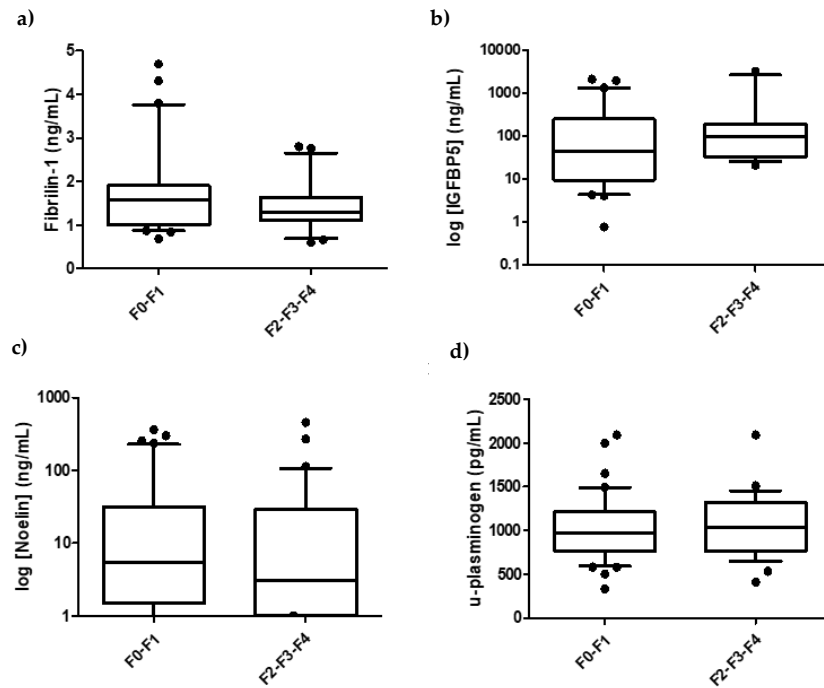 a)
Fibrilin-1 (ng/mL)
5
4
3
2
1
0
F0-F1
F2-F3-F4
b)
log [IGFBP5] (ng/mL)
10000
1000
100
10
1
0.1
F0-F1
F2-F3-F4
c)
log [Noelin] (ng/mL)
1000
100
10
1
F0-F1
F2-F3-F4
d)
u-plasminogen (pg/mL)
2500
2000
1500
1000
500
0
F0-F1
F2-F3-F4